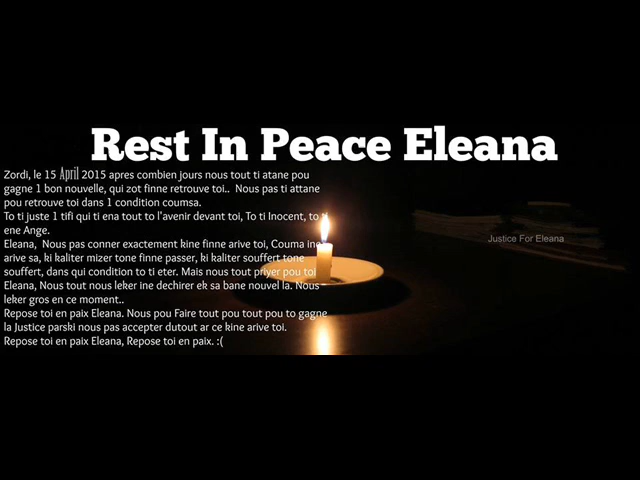 Rest In Peace Eleana
Zordi, le 15 April 2015 apres combien jours nous tout ti atane pou
gagne 1 bon nouvelle, qui zot finne retrouve toi.. Nous pas ti attane
pou retrouve toi dans 1 condition coumsa.
To ti juste 1 tifi qui ti ena tout to l'avenir devant toi, To ti Inocent, to ti
ene Ange.
Eleana, Nous pas conner exactement kine finne arive toi, Couma ine
arive sa, ki kaliter mizer tone finne passer, ki kaliter souffert tone
souffert, dans qui condition to ti eter. Mais nous tout priyer pou toi
Eleana, Nous tout nous leker ine dechirer ek sa bane nouvel la. Nous
leker gros en ce moment..
Repose toi en paix Eleana. Nous pou Faire tout pou tout pou to gagne
la Justice parski nous pas accepter dutout ar ce kine arive toi.
Repose toi en paix Eleana, Repose toi en paix. :(
Justice For Eleana